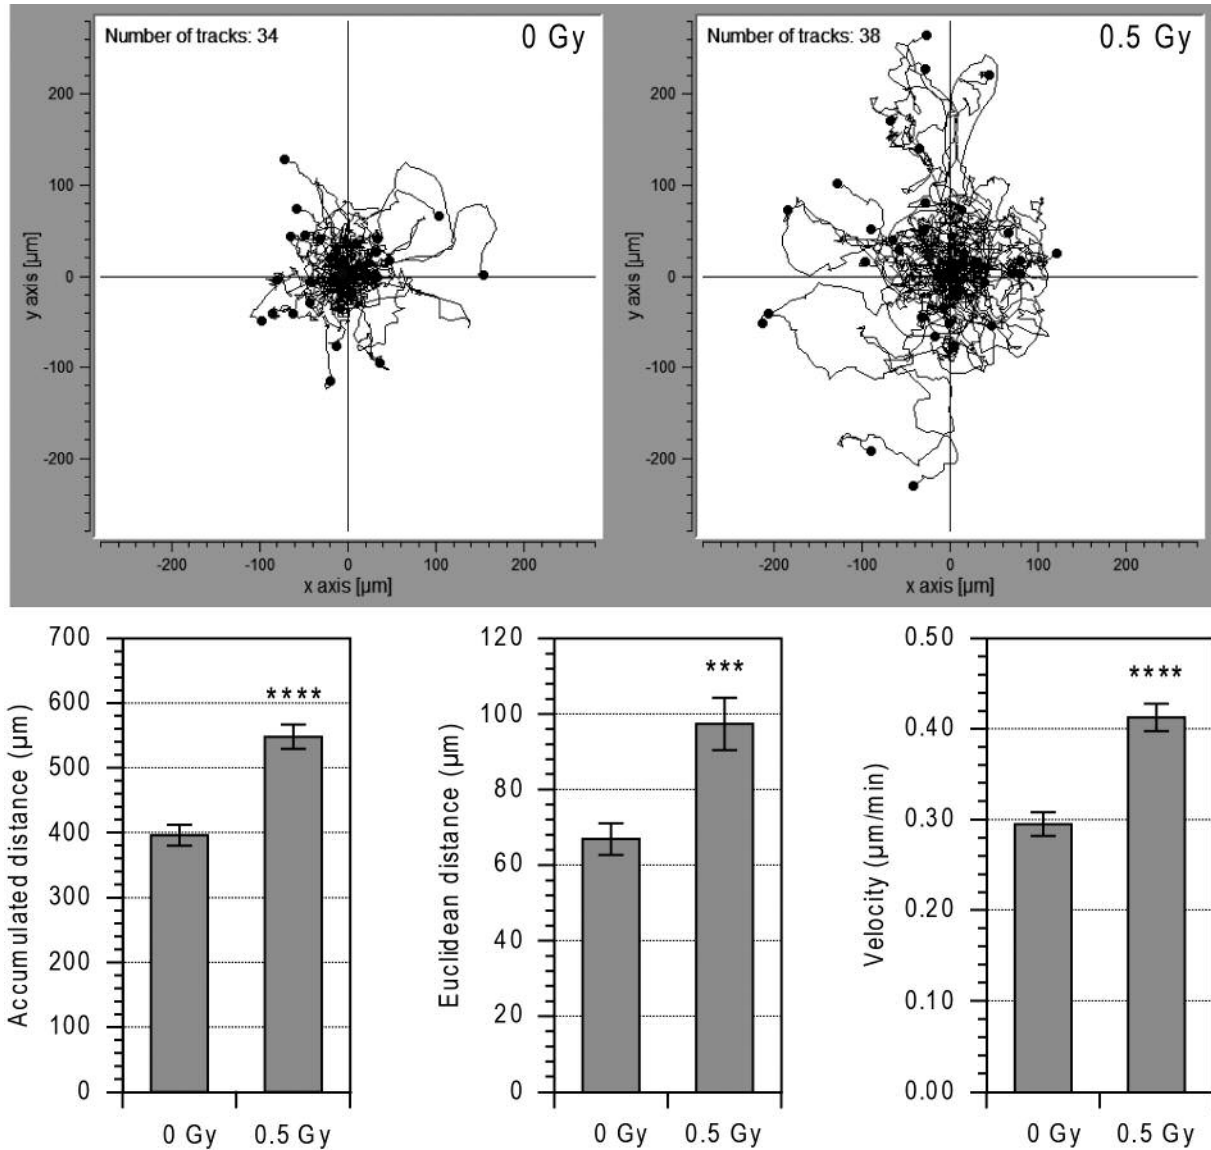 Number of tracks: 34
0 Gy
200
100
0
-100
-200
y axis [µm]
-200
-100
0
100
200
x axis [µm]
Number of tracks: 38
0.5 Gy
200
100
0
-100
-200
y axis [µm]
-200
-100
0
100
200
x axis [µm]
700
600
500
400
300
200
100
0
Accumulated distance (µm)
****
0 Gy
0.5 Gy
120
100
80
60
40
20
0
Euclidean distance (µm)
***
0 Gy
0.5 Gy
0.50
0.40
0.30
0.20
0.10
0.00
Velocity (µm/min)
****
0 Gy
0.5 Gy